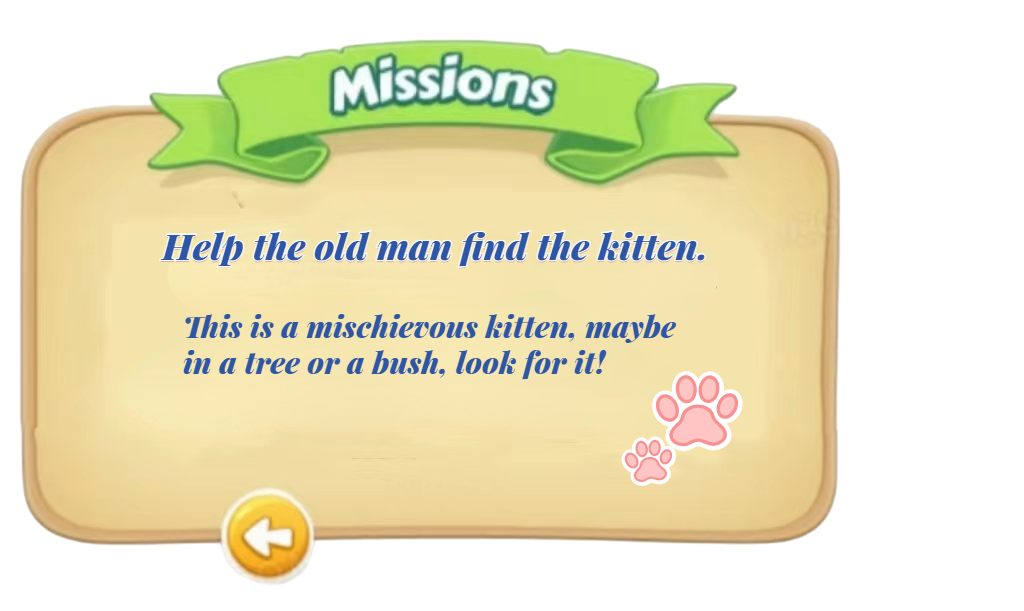 Missions
Help the old man find the kitten.
This is a mischievous kitten, maybe
in a tree or a bush, look for it!